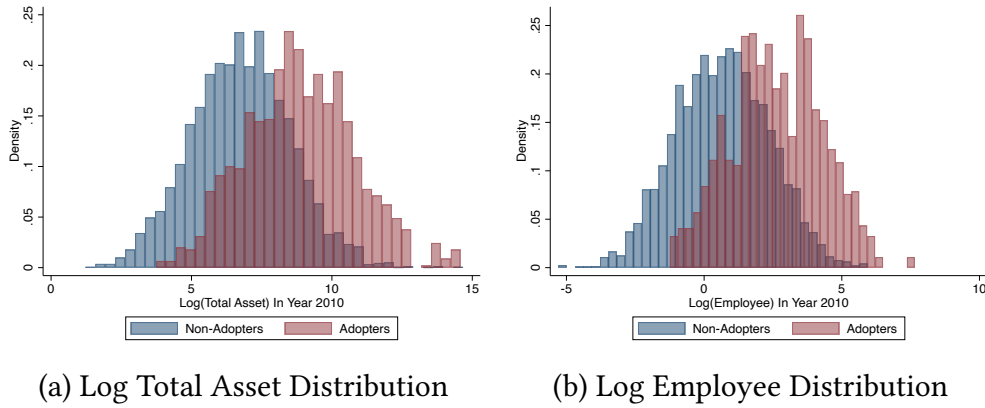 .25
.2
.15
.1
.05
0
Density
0 5 10 15
Log(Total Asset) In Year 2010
Non-Adopters Adopters
(a) Log Total Asset Distribution
.25
.2
.15
.1
.05
0
Density
-5 0 5 10
Log(Employee) In Year 2010
Non-Adopters Adopters
(b) Log Employee Distribution